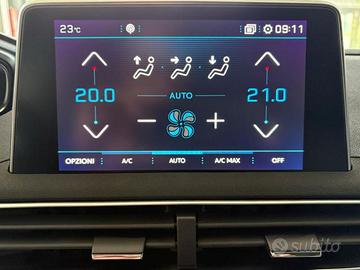 23°C 09:11
20.0 AUTO 21.0
OPZIONI A/C AUTO A/C MAX OFF
subito